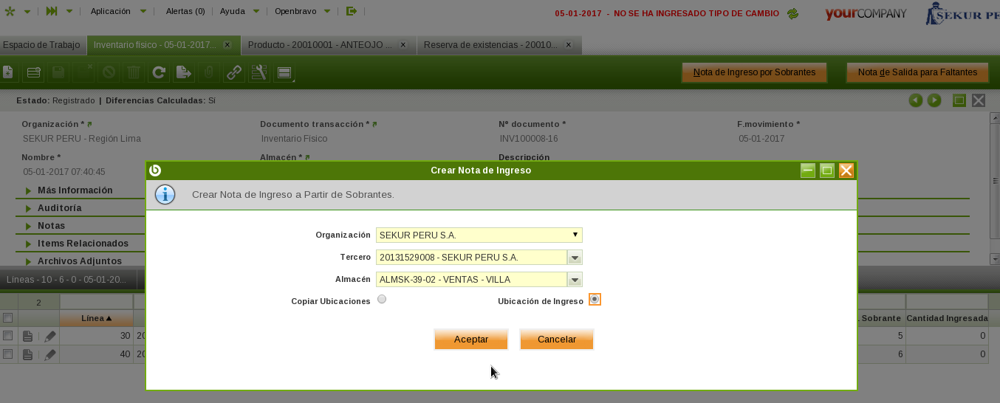 Aplicación Alertas (0) Ayuda Openbravo
05-01-2017 - NO SE HA INGRESADO TIPO DE CAMBIO
yourCOMPANY
SEKUR PE
Espacio de Trabajo
Inventario físico - 05-01-2017...
Producto - 20010001 - ANTEOJO ...
Reserva de existencias - 20010...
Nota de Ingreso por Sobrantes
Nota de Salida para Faltantes
Estado: Registrado | Diferencias Calculadas: Sí
Organización * Documento transacción * Nº documento * F.movimiento *
SEKUR PERU - Región Lima Inventario Físico INV100008-16 05-01-2017
Nombre * Almacén * Descripción
05-01-2017 07:40:45
Más Información
Auditoría
Notas
Items Relacionados
Archivos Adjuntos
Crear Nota de Ingreso
Crear Nota de Ingreso a Partir de Sobrantes.
Organización SEKUR PERU S.A.
Tercero 20131529008 - SEKUR PERU S.A.
Almacén ALMSK-39-02 - VENTAS - VILLA
Copiar Ubicaciones Ubicación de Ingreso
Aceptar Cancelar
Líneas - 10 - 6 - 0 - 05-01-20...
2
Línea . Sobrante Cantidad Ingresada
30 20 5 0
40 20 6 0